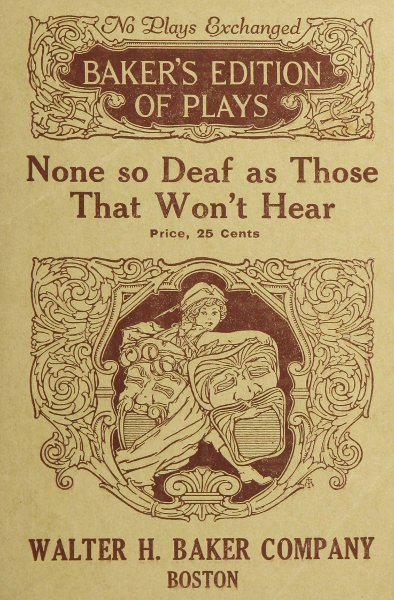 No Plays Exchanged
BAKER'S EDITION
OF PLAYS
None so Deaf as Those
That Won't Hear
Price, 25 Cents
WALTER H. BAKER COMPANY
BOSTON